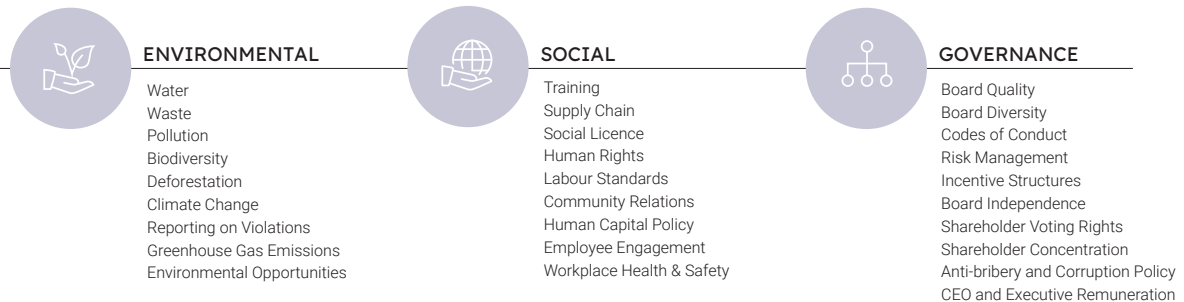 ENVIRONMENTAL
Water
Waste
Pollution
Biodiversity
Deforestation
Climate Change
Reporting on Violations
Greenhouse Gas Emissions
Environmental Opportunities
SOCIAL
Training
Supply Chain
Social Licence
Human Rights
Labour Standards
Community Relations
Human Capital Policy
Employee Engagement
Workplace Health & Safety
GOVERNANCE
Board Quality
Board Diversity
Codes of Conduct
Risk Management
Incentive Structures
Board Independence
Shareholder Voting Rights
Shareholder Concentration
Anti-bribery and Corruption Policy
CEO and Executive Remuneration